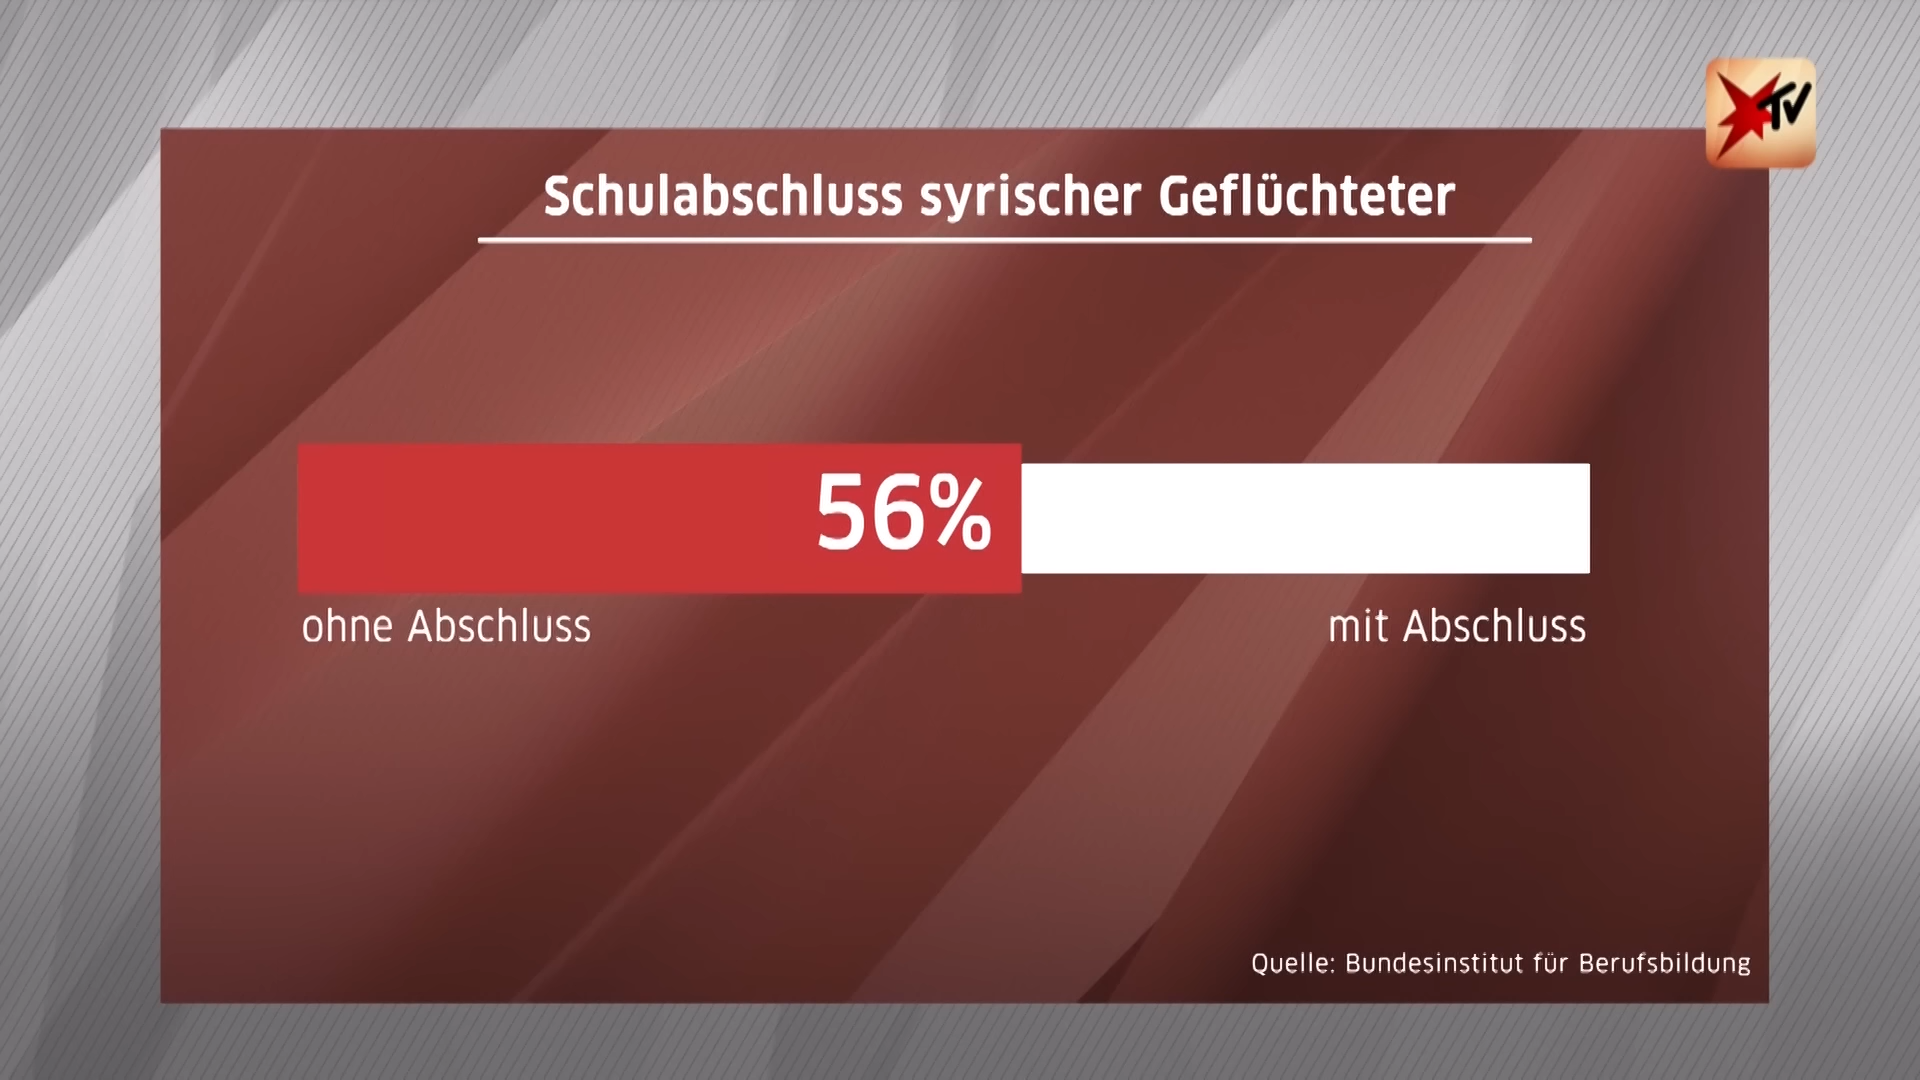 TV
Schulabschluss syrischer Geflüchteter
56%
ohne Abschluss
mit Abschluss
Quelle: Bundesinstitut für Berufsbildung